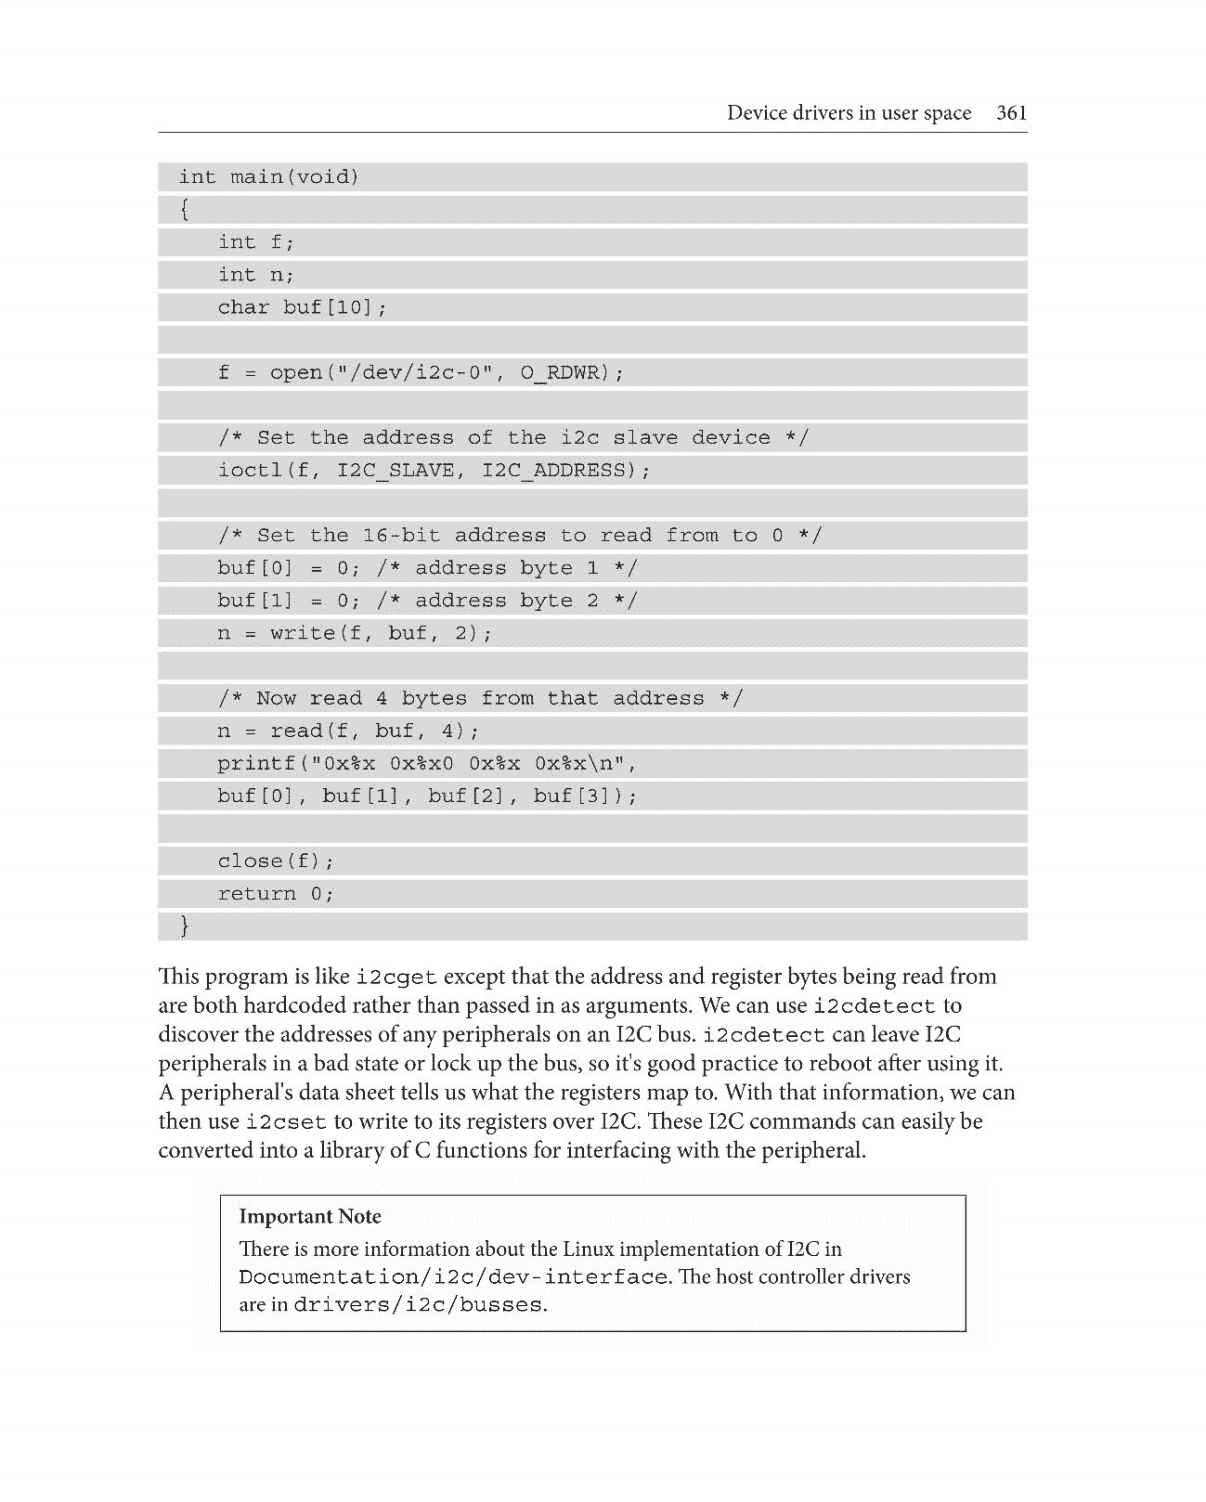 Device drivers in user space 361
int main(void)
{
int f;
int n;
char buf[10];
f = open("/dev/i2c-0", O_RDWR);
/* Set the address of the i2c slave device */
ioctl(f, I2C_SLAVE, I2C_ADDRESS);
/* Set the 16-bit address to read from to 0 */
buf[0] = 0; /* address byte 1 */
buf[1] = 0; /* address byte 2 */
n = write(f, buf, 2);
/* Now read 4 bytes from that address */
n = read(f, buf, 4);
printf("0x%x 0x%x0 0x%x 0x%x\n",
buf[0], buf[1], buf[2], buf[3]);
close(f);
return 0;
}
This program is like i2cget except that the address and register bytes being read from
are both hardcoded rather than passed in as arguments. We can use i2cdetect to
discover the addresses of any peripherals on an I2C bus. i2cdetect can leave I2C
peripherals in a bad state or lock up the bus, so it's good practice to reboot after using it.
A peripheral's data sheet tells us what the registers map to. With that information, we can
then use i2cset to write to its registers over I2C. These I2C commands can easily be
converted into a library of C functions for interfacing with the peripheral.
Important Note
There is more information about the Linux implementation of I2C in
Documentation/i2c/dev-interface. The host controller drivers
are in drivers/i2c/busses.